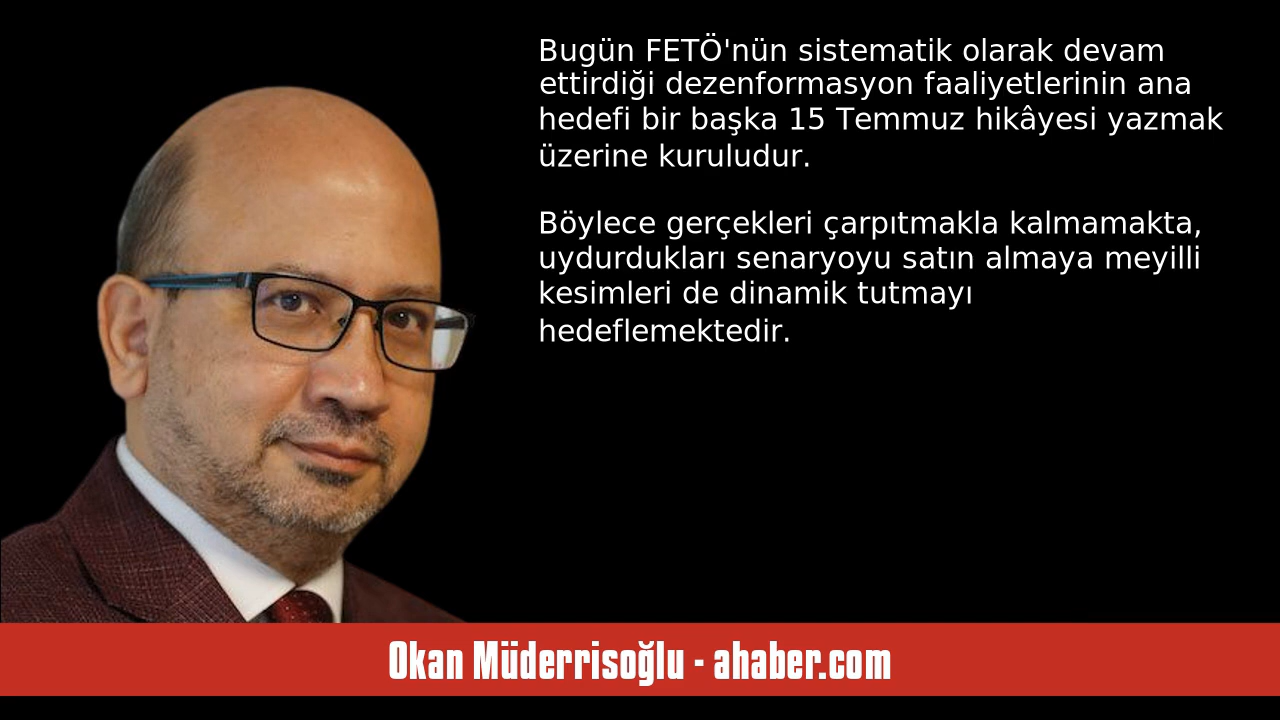 Bugün FETÖ'nün sistematik olarak devam
ettirdiği dezenformasyon faaliyetlerinin ana
hedefi bir başka 15 Temmuz hikâyesi yazmak
üzerine kuruludur.
Böylece gerçekleri çarpıtmakla kalmamakta,
uydurdukları senaryoyu satın almaya meyilli
kesimleri de dinamik tutmayı
hedeflemektedir.
Okan Müderrisoğlu - ahaber.com